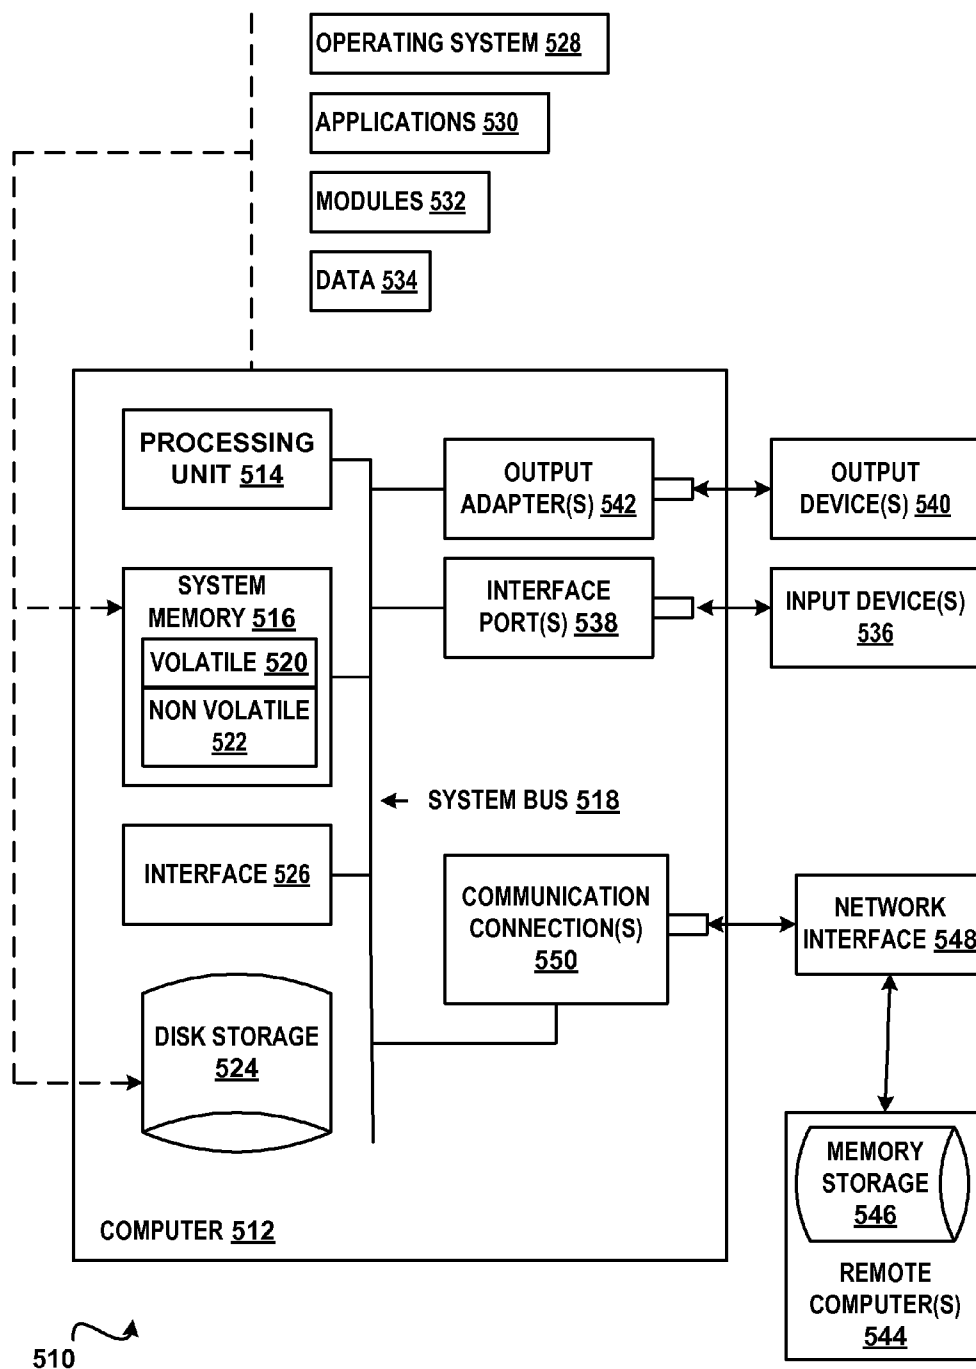 OPERATING SYSTEM 528
APPLICATIONS 530
MODULES 532
DATA 534
PROCESSING
UNIT 514
OUTPUT
ADAPTER(S) 542
OUTPUT
DEVICE(S) 540
SYSTEM
MEMORY 516
VOLATILE 520
NON VOLATILE
522
INTERFACE
PORT(S) 538
INPUT DEVICE(S)
536
SYSTEM BUS 518
INTERFACE 526
COMMUNICATION
CONNECTION(S)
550
NETWORK
INTERFACE 548
DISK STORAGE
524
MEMORY
STORAGE
546
REMOTE
COMPUTER(S)
544
COMPUTER 512
510